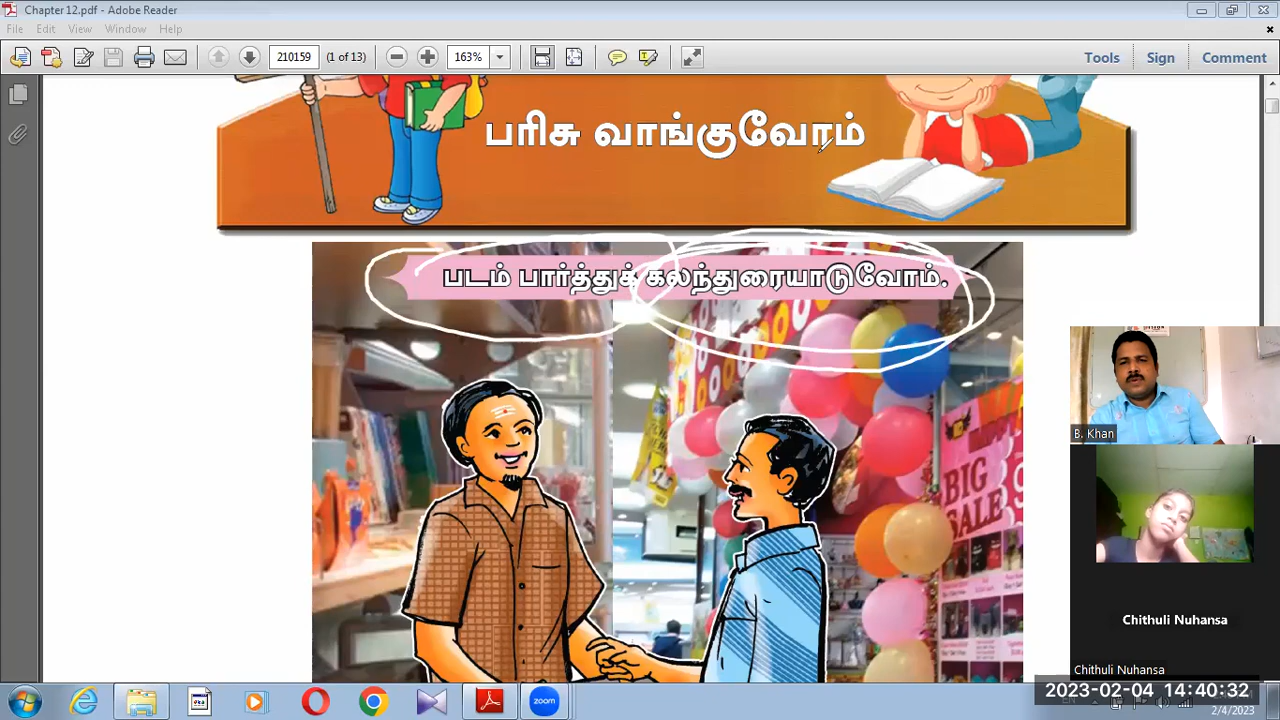 Chapter 12.pdf - Adobe Reader
File Edit View Window Help
210159 (1 of 13) 163% Tools Sign Comment
பரிசு வாங்குவோம்
படம் பார்த்துக் கலந்துரையாடுவோம்.
BIG
SALE
B. Khan
Chithuli Nuhansa
Chithuli Nuhansa
zoom
2023-02-04 14:40:32
2/4/2023